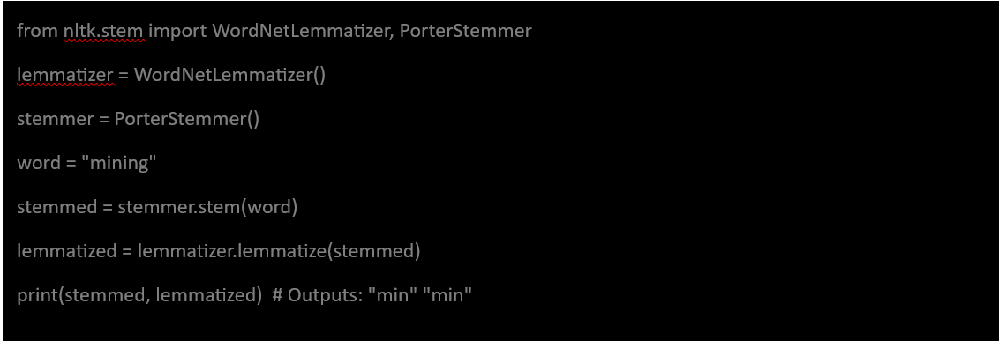 from nltk.stem import WordNetLemmatizer, PorterStemmer
lemmatizer = WordNetLemmatizer()
stemmer = PorterStemmer()
word = "mining"
stemmed = stemmer.stem(word)
lemmatized = lemmatizer.lemmatize(stemmed)
print(stemmed, lemmatized)  # Outputs: "min" "min"